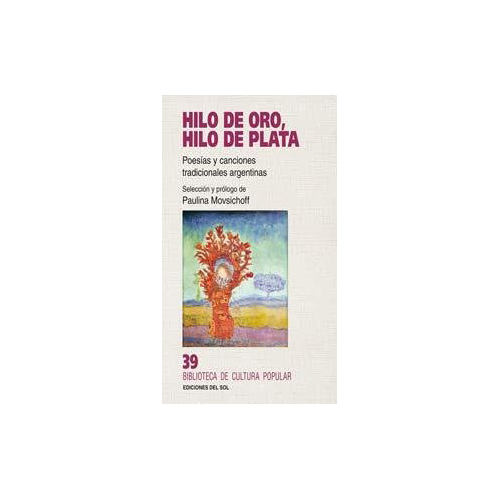 HILO DE ORO,
HILO DE PLATA
Poesías y canciones
tradicionales argentinas
Selección y prólogo de
Paulina Movsichoff
39
BIBLIOTECA DE CULTURA POPULAR
EDICIONES DEL SOL